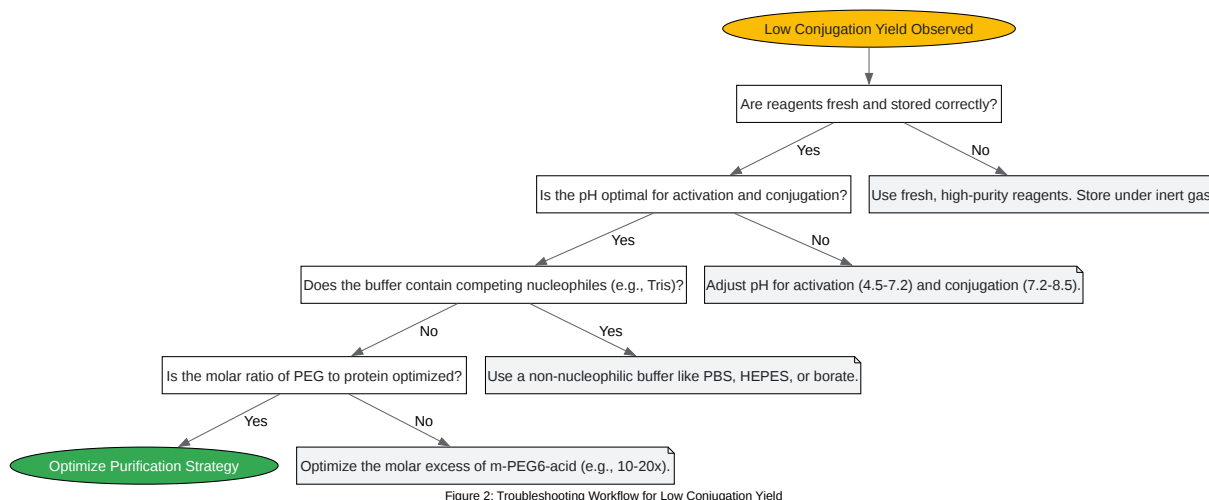 Low Conjugation Yield Observed
Are reagents fresh and stored correctly?
Yes
No
Is the pH optimal for activation and conjugation?
Use fresh, high-purity reagents. Store under inert gas
Yes
No
Does the buffer contain competing nucleophiles (e.g., Tris)?
Adjust pH for activation (4.5-7.2) and conjugation (7.2-8.5).
No
Yes
Is the molar ratio of PEG to protein optimized?
Use a non-nucleophilic buffer like PBS, HEPES, or borate.
Yes
No
Optimize Purification Strategy
Optimize the molar excess of m-PEG6-acid (e.g., 10-20x).
Figure 2: Troubleshooting Workflow for Low Conjugation Yield